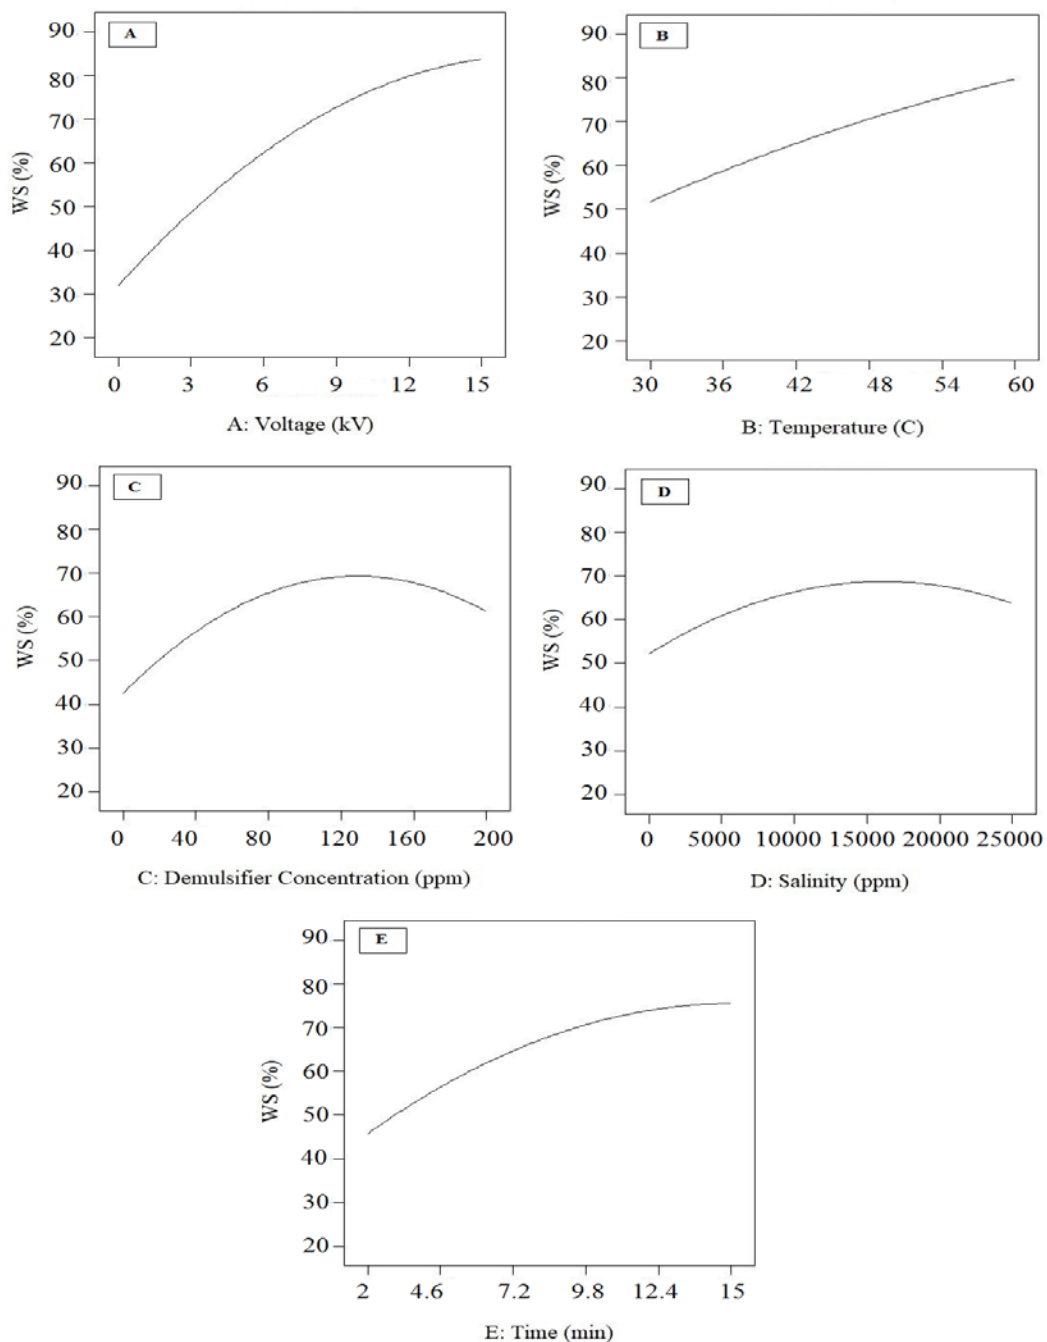 A
90
80
70
60
50
40
30
20
WS (%)
0 3 6 9 12 15
A: Voltage (kV)
B
90
80
70
60
50
40
30
20
WS (%)
30 36 42 48 54 60
B: Temperature (C)
C
90
80
70
60
50
40
30
20
WS (%)
0 40 80 120 160 200
C: Demulsifier Concentration (ppm)
D
90
80
70
60
50
40
30
20
WS (%)
0 5000 10000 15000 20000 25000
D: Salinity (ppm)
E
90
80
70
60
50
40
30
20
WS (%)
2 4.6 7.2 9.8 12.4 15
E: Time (min)